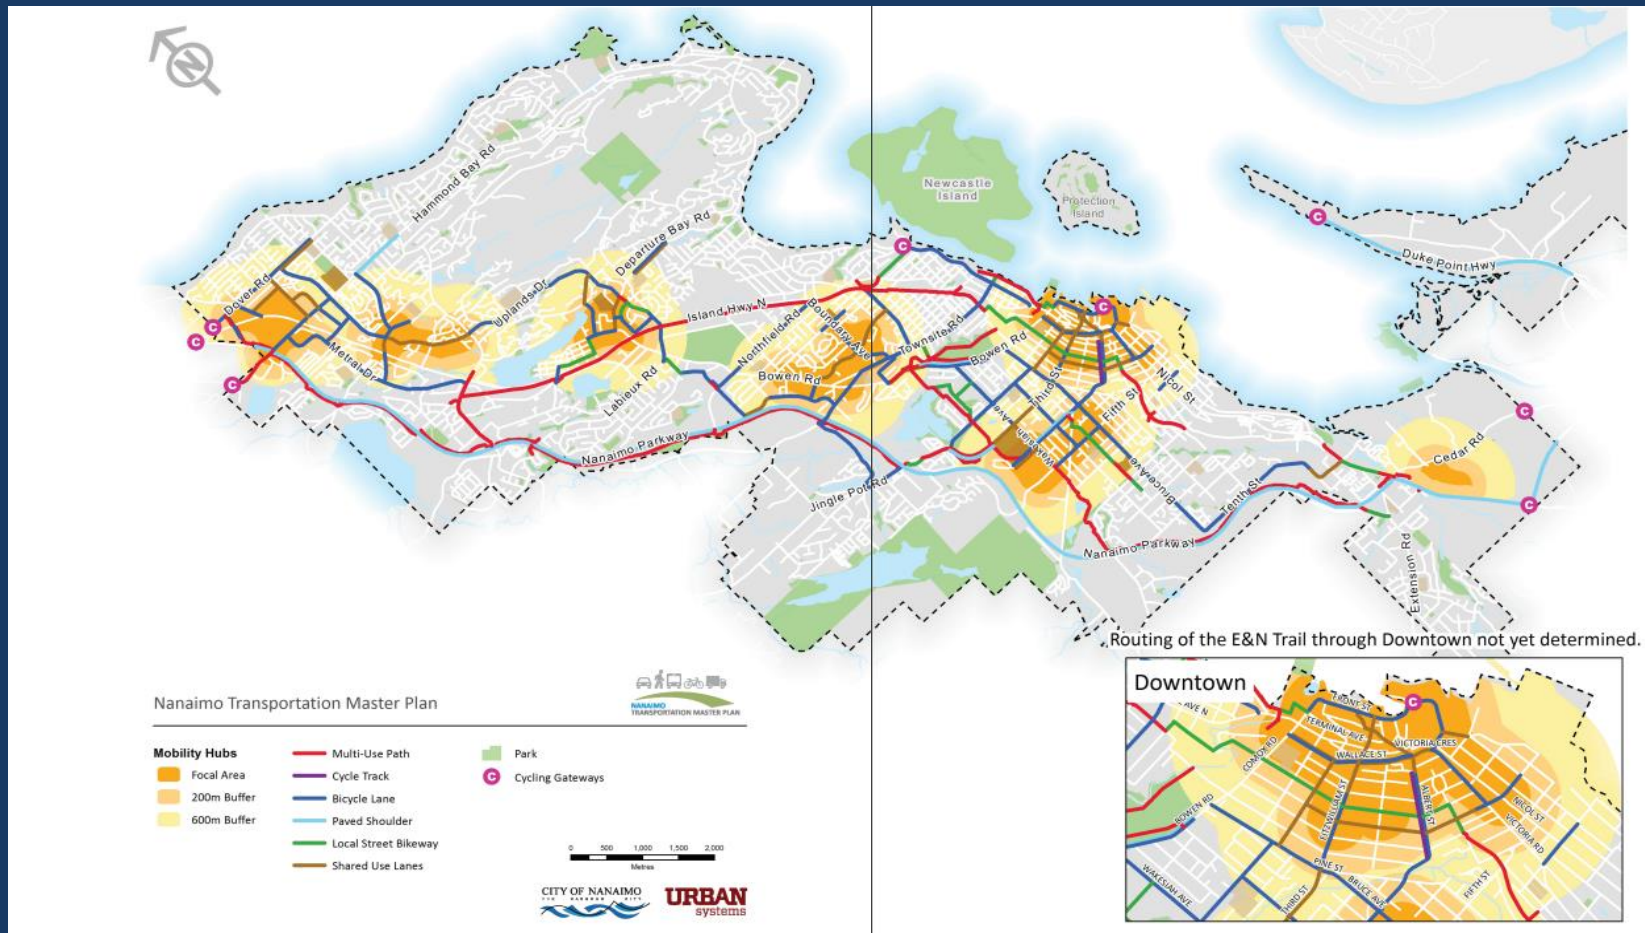 N
Hammond Bay Rd
Newcastle
Island
Protection
Island
Departure Bay Rd
Duke Point Hwy
Dover Rd
Uplands Dr
Island Hwy N
Northfield Rd
Boundary Ave
Townsite Rd
Bowen Rd
Metral Dr
Bowen Rd
Labieux Rd
Third St
Fifth St
Nicol St
Wakesiah Ave
Bruce Ave
Cedar Rd
Nanaimo Parkway
Jingle Pot Rd
Tenth St
Nanaimo Parkway
Extension Rd
C
C
C
C
C
C
C
C
Routing of the E&N Trail through Downtown not yet determined.
Downtown
AVE N
FRONT ST
TERMINAL AVE
VICTORIA CRES
WALLACE ST
COMOX RD
BOWEN RD
FITZWILLIAM ST
ALBERT ST
NICOL ST
VICTORIA RD
PINE ST
BRUCE AVE
WAKESIAH AVE
THIRD ST
FIFTH ST
C
Nanaimo Transportation Master Plan
NANAIMO
TRANSPORTATION MASTER PLAN
Mobility Hubs
Focal Area
200m Buffer
600m Buffer
Multi-Use Path
Cycle Track
Bicycle Lane
Paved Shoulder
Local Street Bikeway
Shared Use Lanes
Park
C Cycling Gateways
0 500 1,000 1,500 2,000
Metres
CITY OF NANAIMO
THE HARBOUR CITY
URBAN
systems